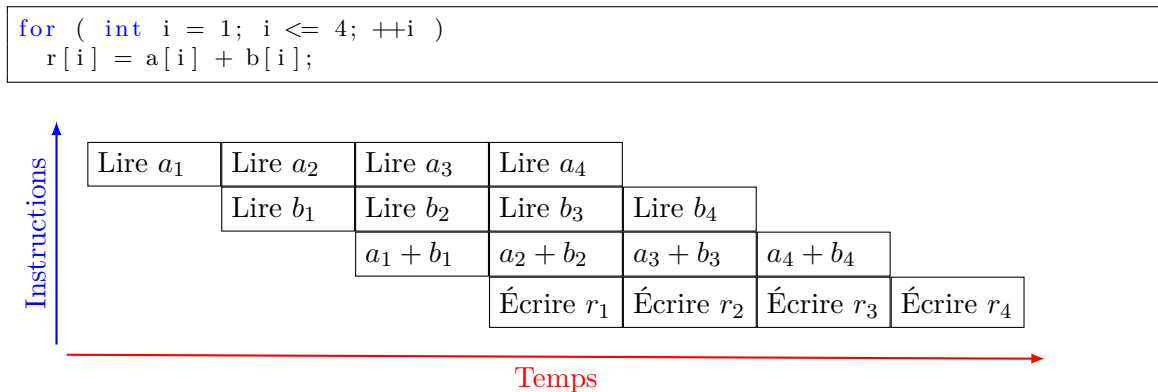 for ( int i = 1; i <= 4; ++i )
r[i] = a[i] + b[i];
Instructions
Lire a₁ Lire a₂ Lire a₃ Lire a₄
Lire b₁ Lire b₂ Lire b₃ Lire b₄
a₁ + b₁ a₂ + b₂ a₃ + b₃ a₄ + b₄
Écrire r₁ Écrire r₂ Écrire r₃ Écrire r₄
Temps